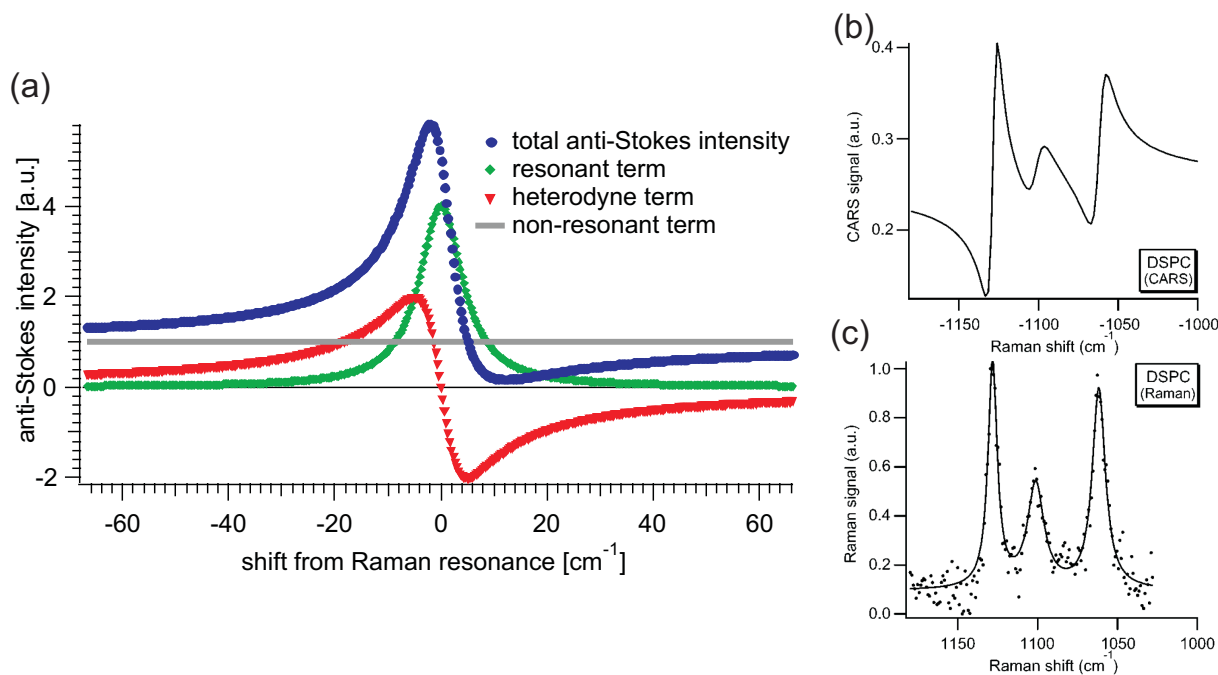 (a)
anti-Stokes intensity [a.u.]
4
2
0
-2
total anti-Stokes intensity
resonant term
heterodyne term
non-resonant term
-60
-40
-20
0
20
40
60
shift from Raman resonance [cm⁻¹]
(b)
CARS signal (a.u.)
0.4
0.3
0.2
DSPC
(CARS)
-1150
-1100
-1050
-1000
Raman shift (cm⁻¹)
(c)
Raman signal (a.u.)
1.0
0.8
0.6
0.4
0.2
0.0
DSPC
(Raman)
1150
1100
1050
1000
Raman shift (cm⁻¹)